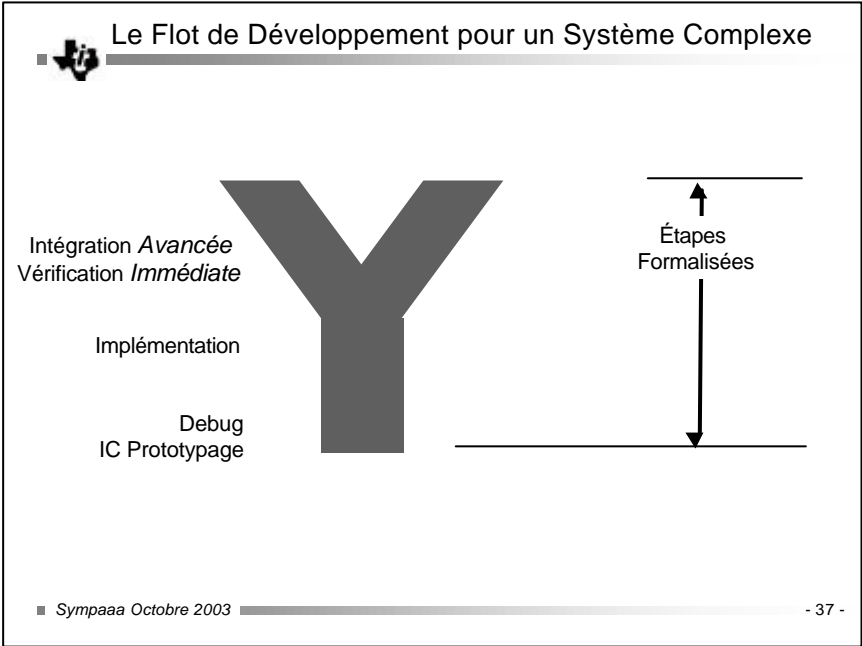 Le Flot de Développement pour un Système Complexe
Intégration Avancée
Vérification Immédiate
Étapes
Formalisées
Implémentation
Debug
IC Prototypage
Sympaaa Octobre 2003
- 37 -